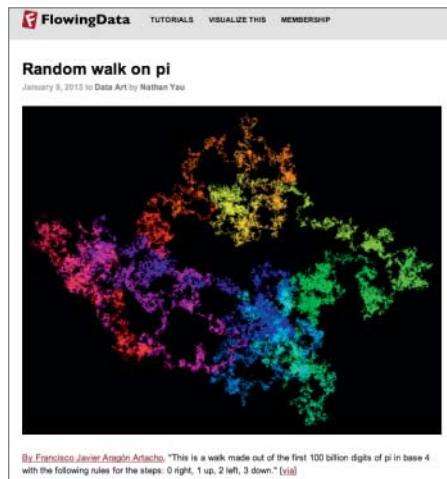 FlowingData TUTORIALS VISUALIZE THIS MEMBERSHIP
Random walk on pi
January 9, 2013 to Data Art by Nathan Yau
By Francisco Javier Aragón Artacho, "This is a walk made out of the first 100 billion digits of pi in base 4
with the following rules for the steps: 0 right, 1 up, 2 left, 3 down." [via]